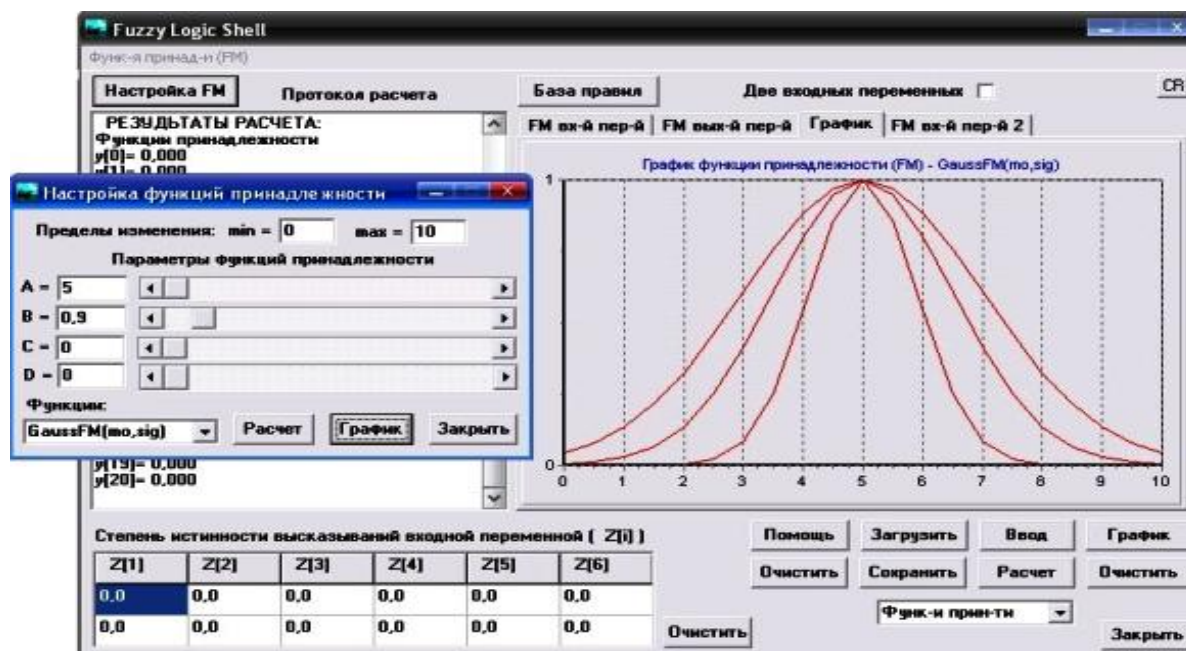 Fuzzy Logic Shell
Функ-я принад-и (FM)
Настройка FM
Протокол расчета
База правил
Две входных переменных
CR
РЕЗУЛЬТАТЫ РАСЧЕТА:
Функции принадлежности
y[0]= 0,000
y[1]= 0,000
FM вх-й пер-й
FM вых-й пер-й
График
FM вх-й пер-й 2
График функции принадлежности (FM) - GaussFM(mo,sig)
1
0
0 1 2 3 4 5 6 7 8 9 10
Настройка функций принадлежности
Пределы изменения: min = 0 max = 10
Параметры функций принадлежности
A = 5
B = 0,9
C = 0
D = 0
Функции:
GaussFM(mo,sig)
Расчет
График
Закрыть
y[19]= 0,000
y[20]= 0,000
Степень истинности высказываний входной переменной ( Z[i] )
Z[1] Z[2] Z[3] Z[4] Z[5] Z[6]
0,0 0,0 0,0 0,0 0,0 0,0
0,0 0,0 0,0 0,0 0,0 0,0
Очистить
Помощь Загрузить Ввод График
Очистить Сохранить Расчет Очистить
Функ-и прин-ти
Закрыть